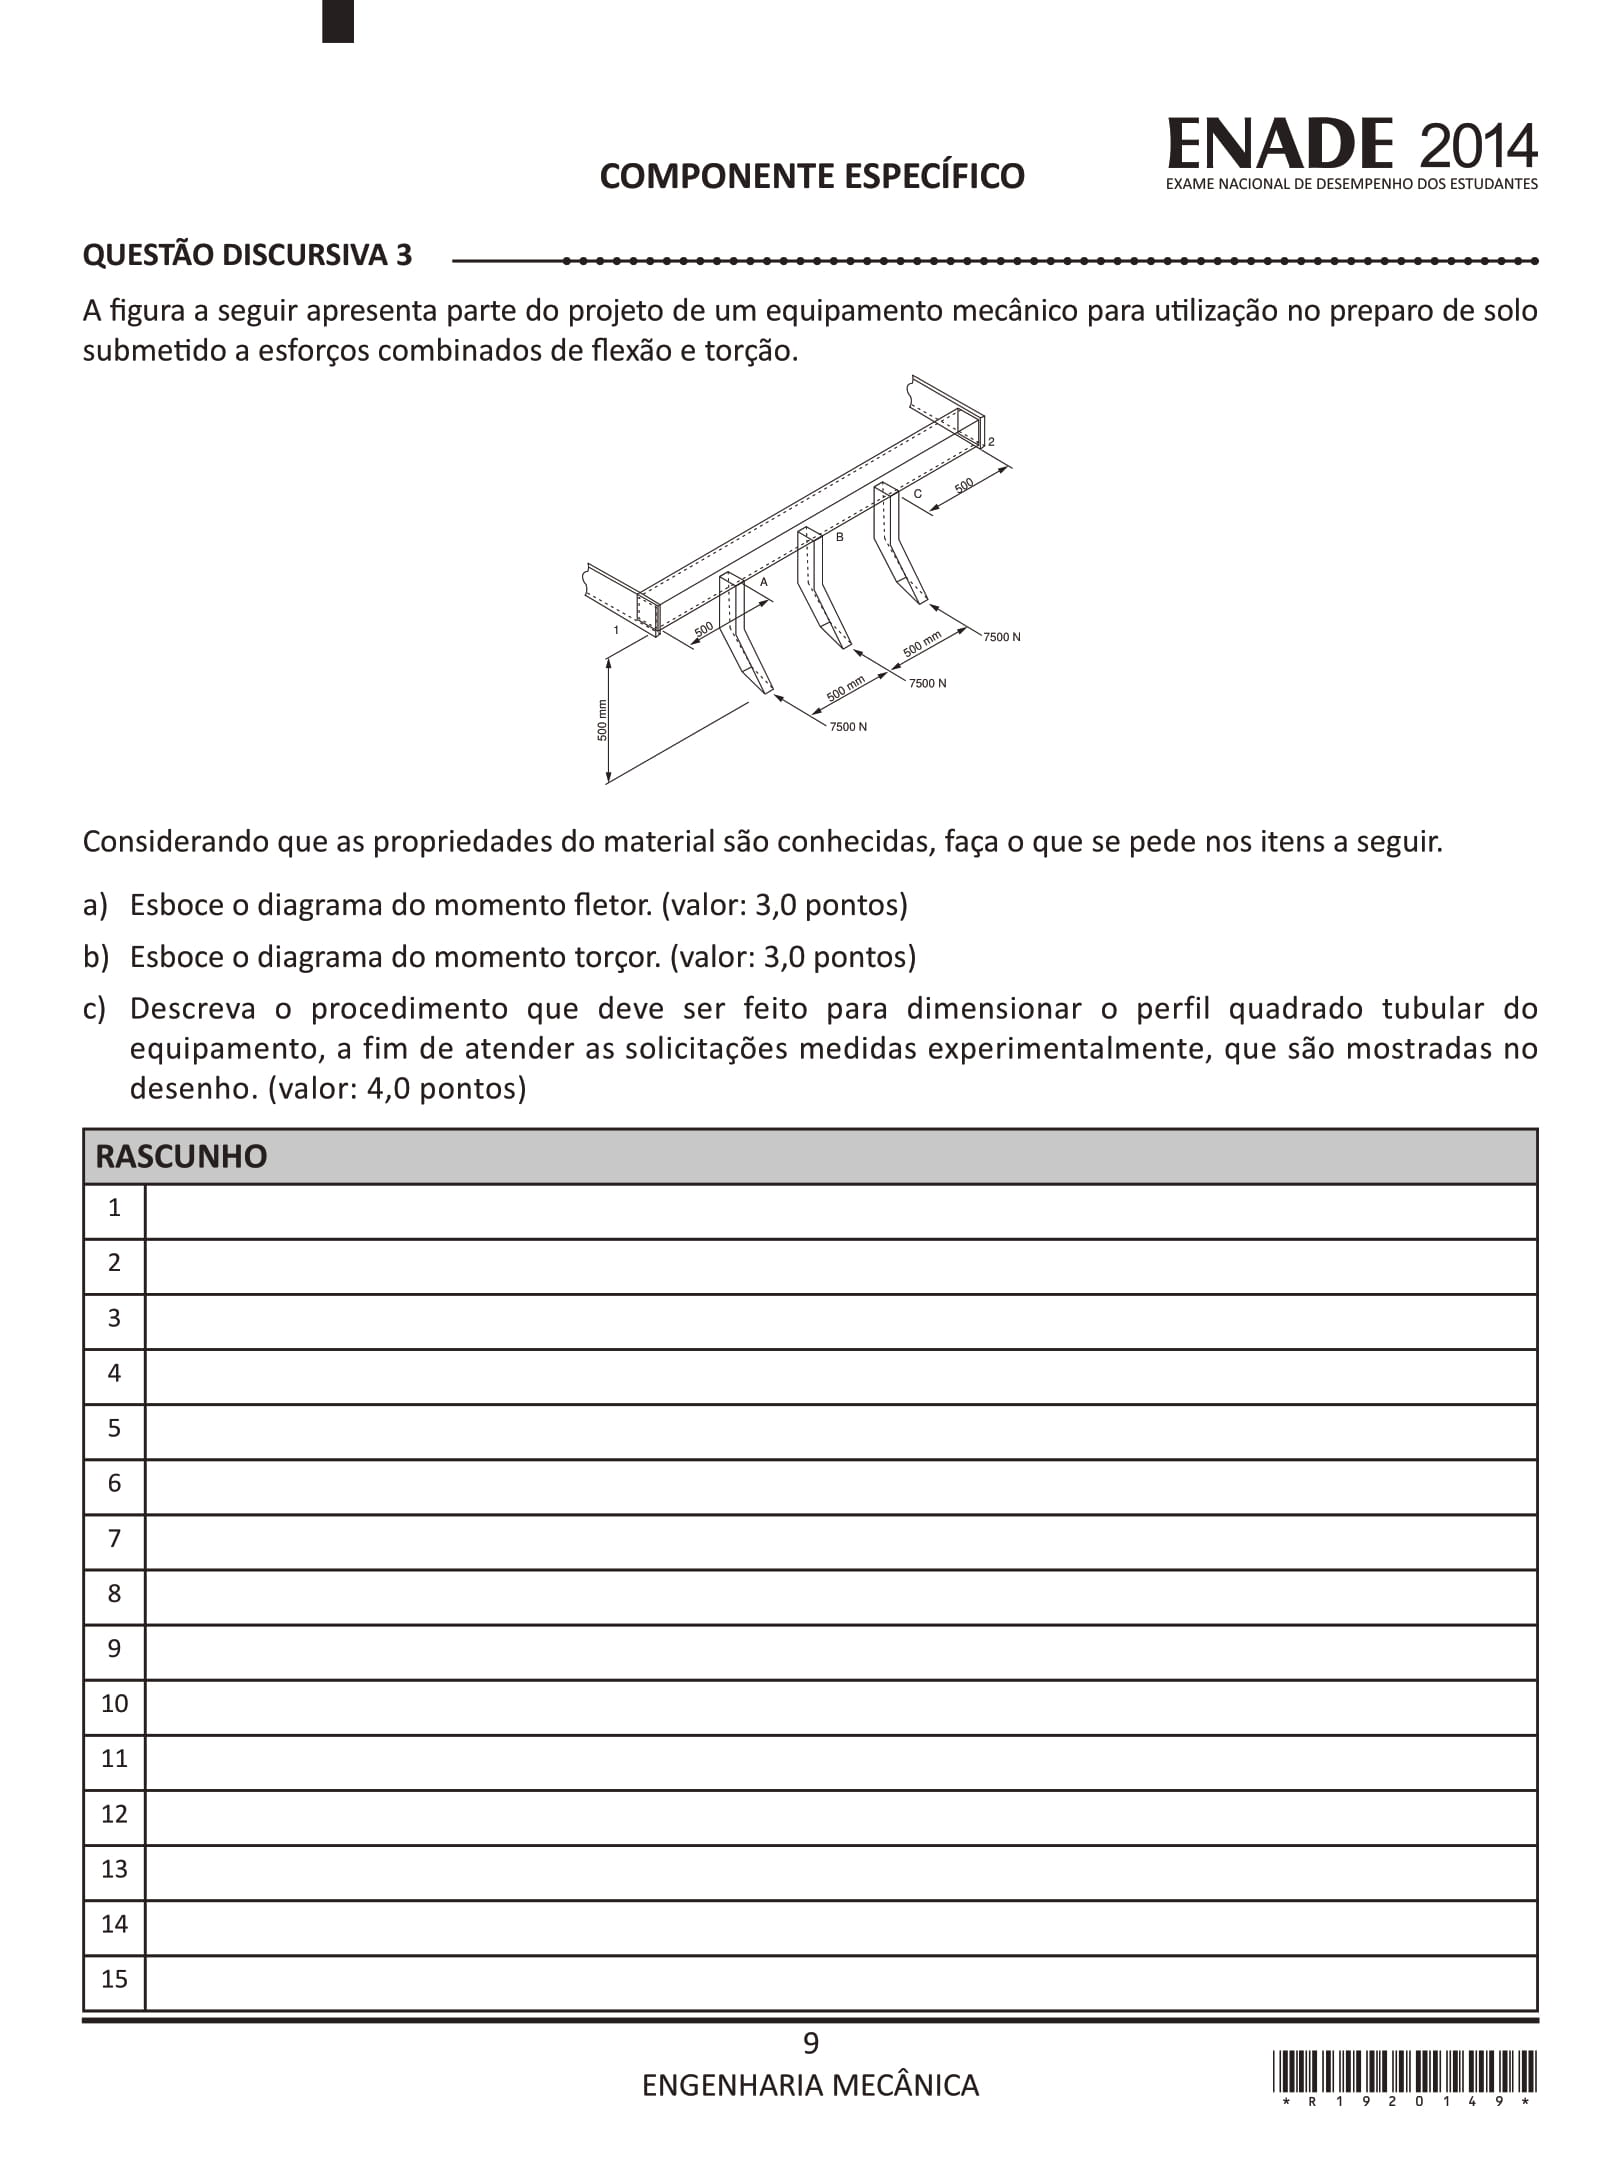 ENADE 2014
EXAME NACIONAL DE DESEMPENHO DOS ESTUDANTES
COMPONENTE ESPECÍFICO
QUESTÃO DISCURSIVA 3
A figura a seguir apresenta parte do projeto de um equipamento mecânico para utilização no preparo de solo
submetido a esforços combinados de flexão e torção.
2
500
C
B
A
1
500
7500 N
500 mm
7500 N
500 mm
7500 N
500 mm
Considerando que as propriedades do material são conhecidas, faça o que se pede nos itens a seguir.
a) Esboce o diagrama do momento fletor. (valor: 3,0 pontos)
b) Esboce o diagrama do momento torçor. (valor: 3,0 pontos)
c) Descreva o procedimento que deve ser feito para dimensionar o perfil quadrado tubular do
equipamento, a fim de atender as solicitações medidas experimentalmente, que são mostradas no
desenho. (valor: 4,0 pontos)
RASCUNHO
1
2
3
4
5
6
7
8
9
10
11
12
13
14
15
9
ENGENHARIA MECÂNICA
* R 1 9 2 0 1 4 9 *